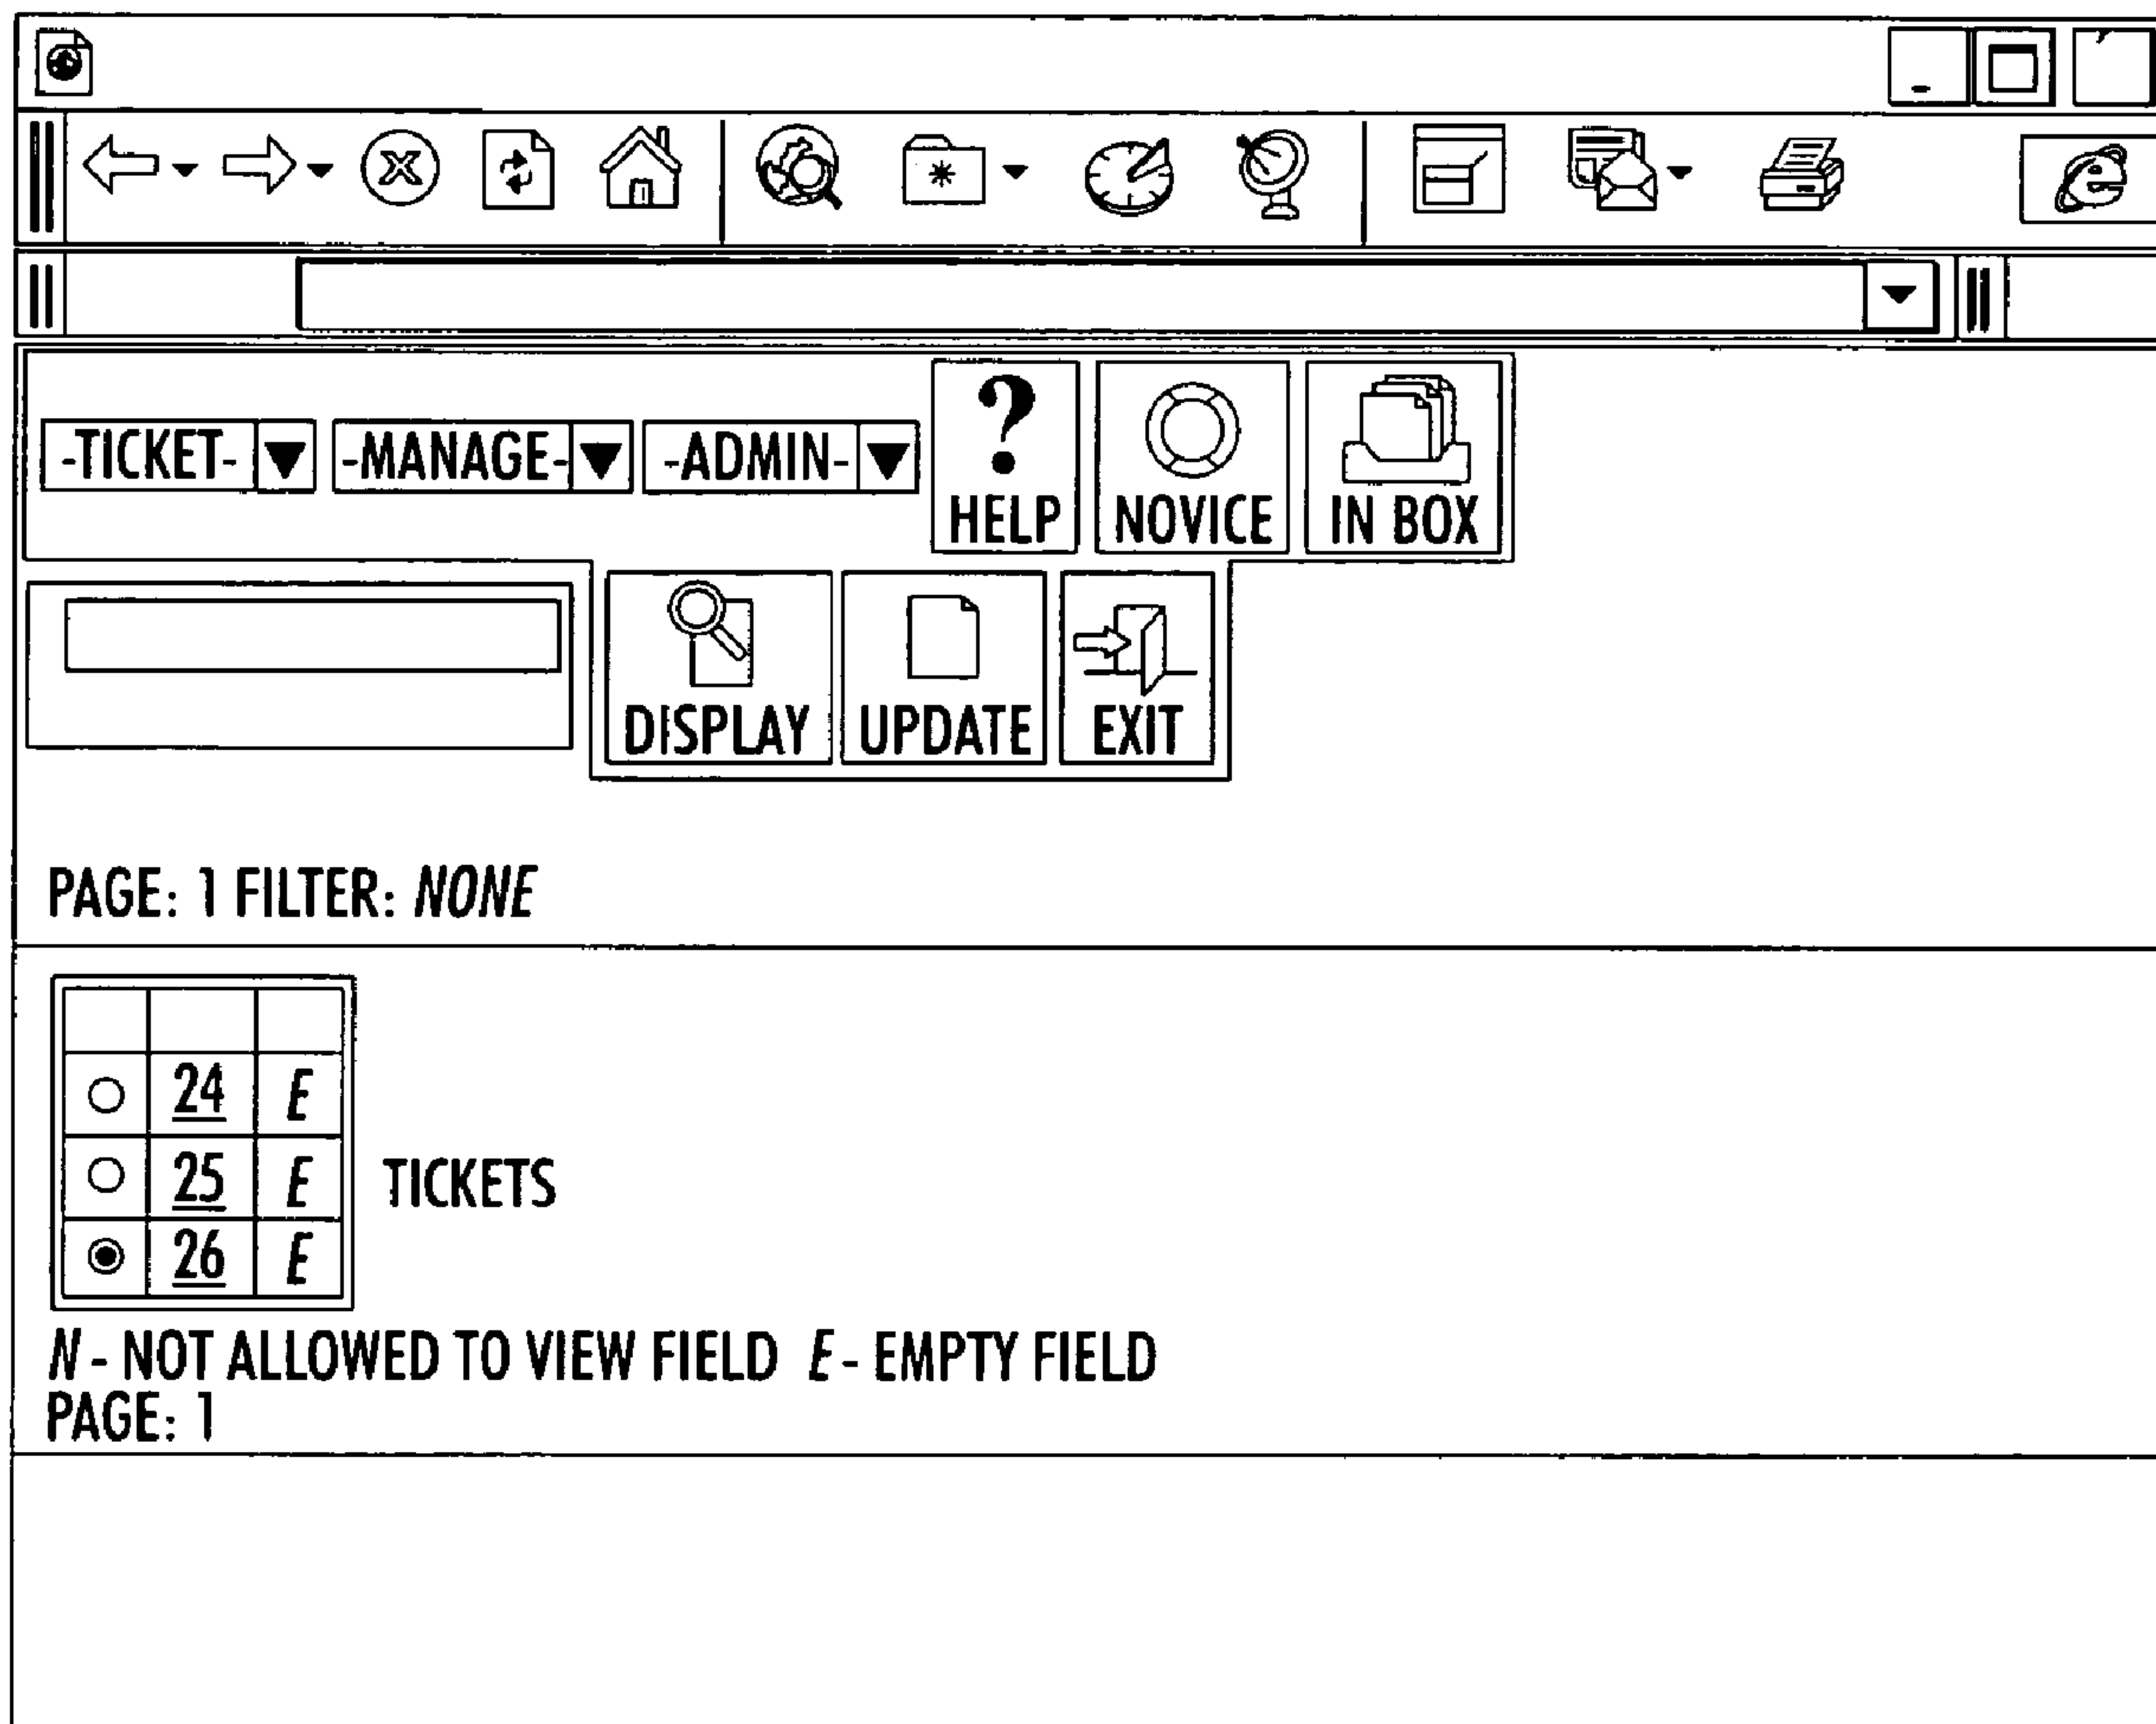 -TICKET- -MANAGE- -ADMIN- HELP NOVICE IN BOX
DISPLAY UPDATE EXIT
PAGE: 1 FILTER: NONE
24 E
25 E TICKETS
26 E
N - NOT ALLOWED TO VIEW FIELD E - EMPTY FIELD
PAGE: 1